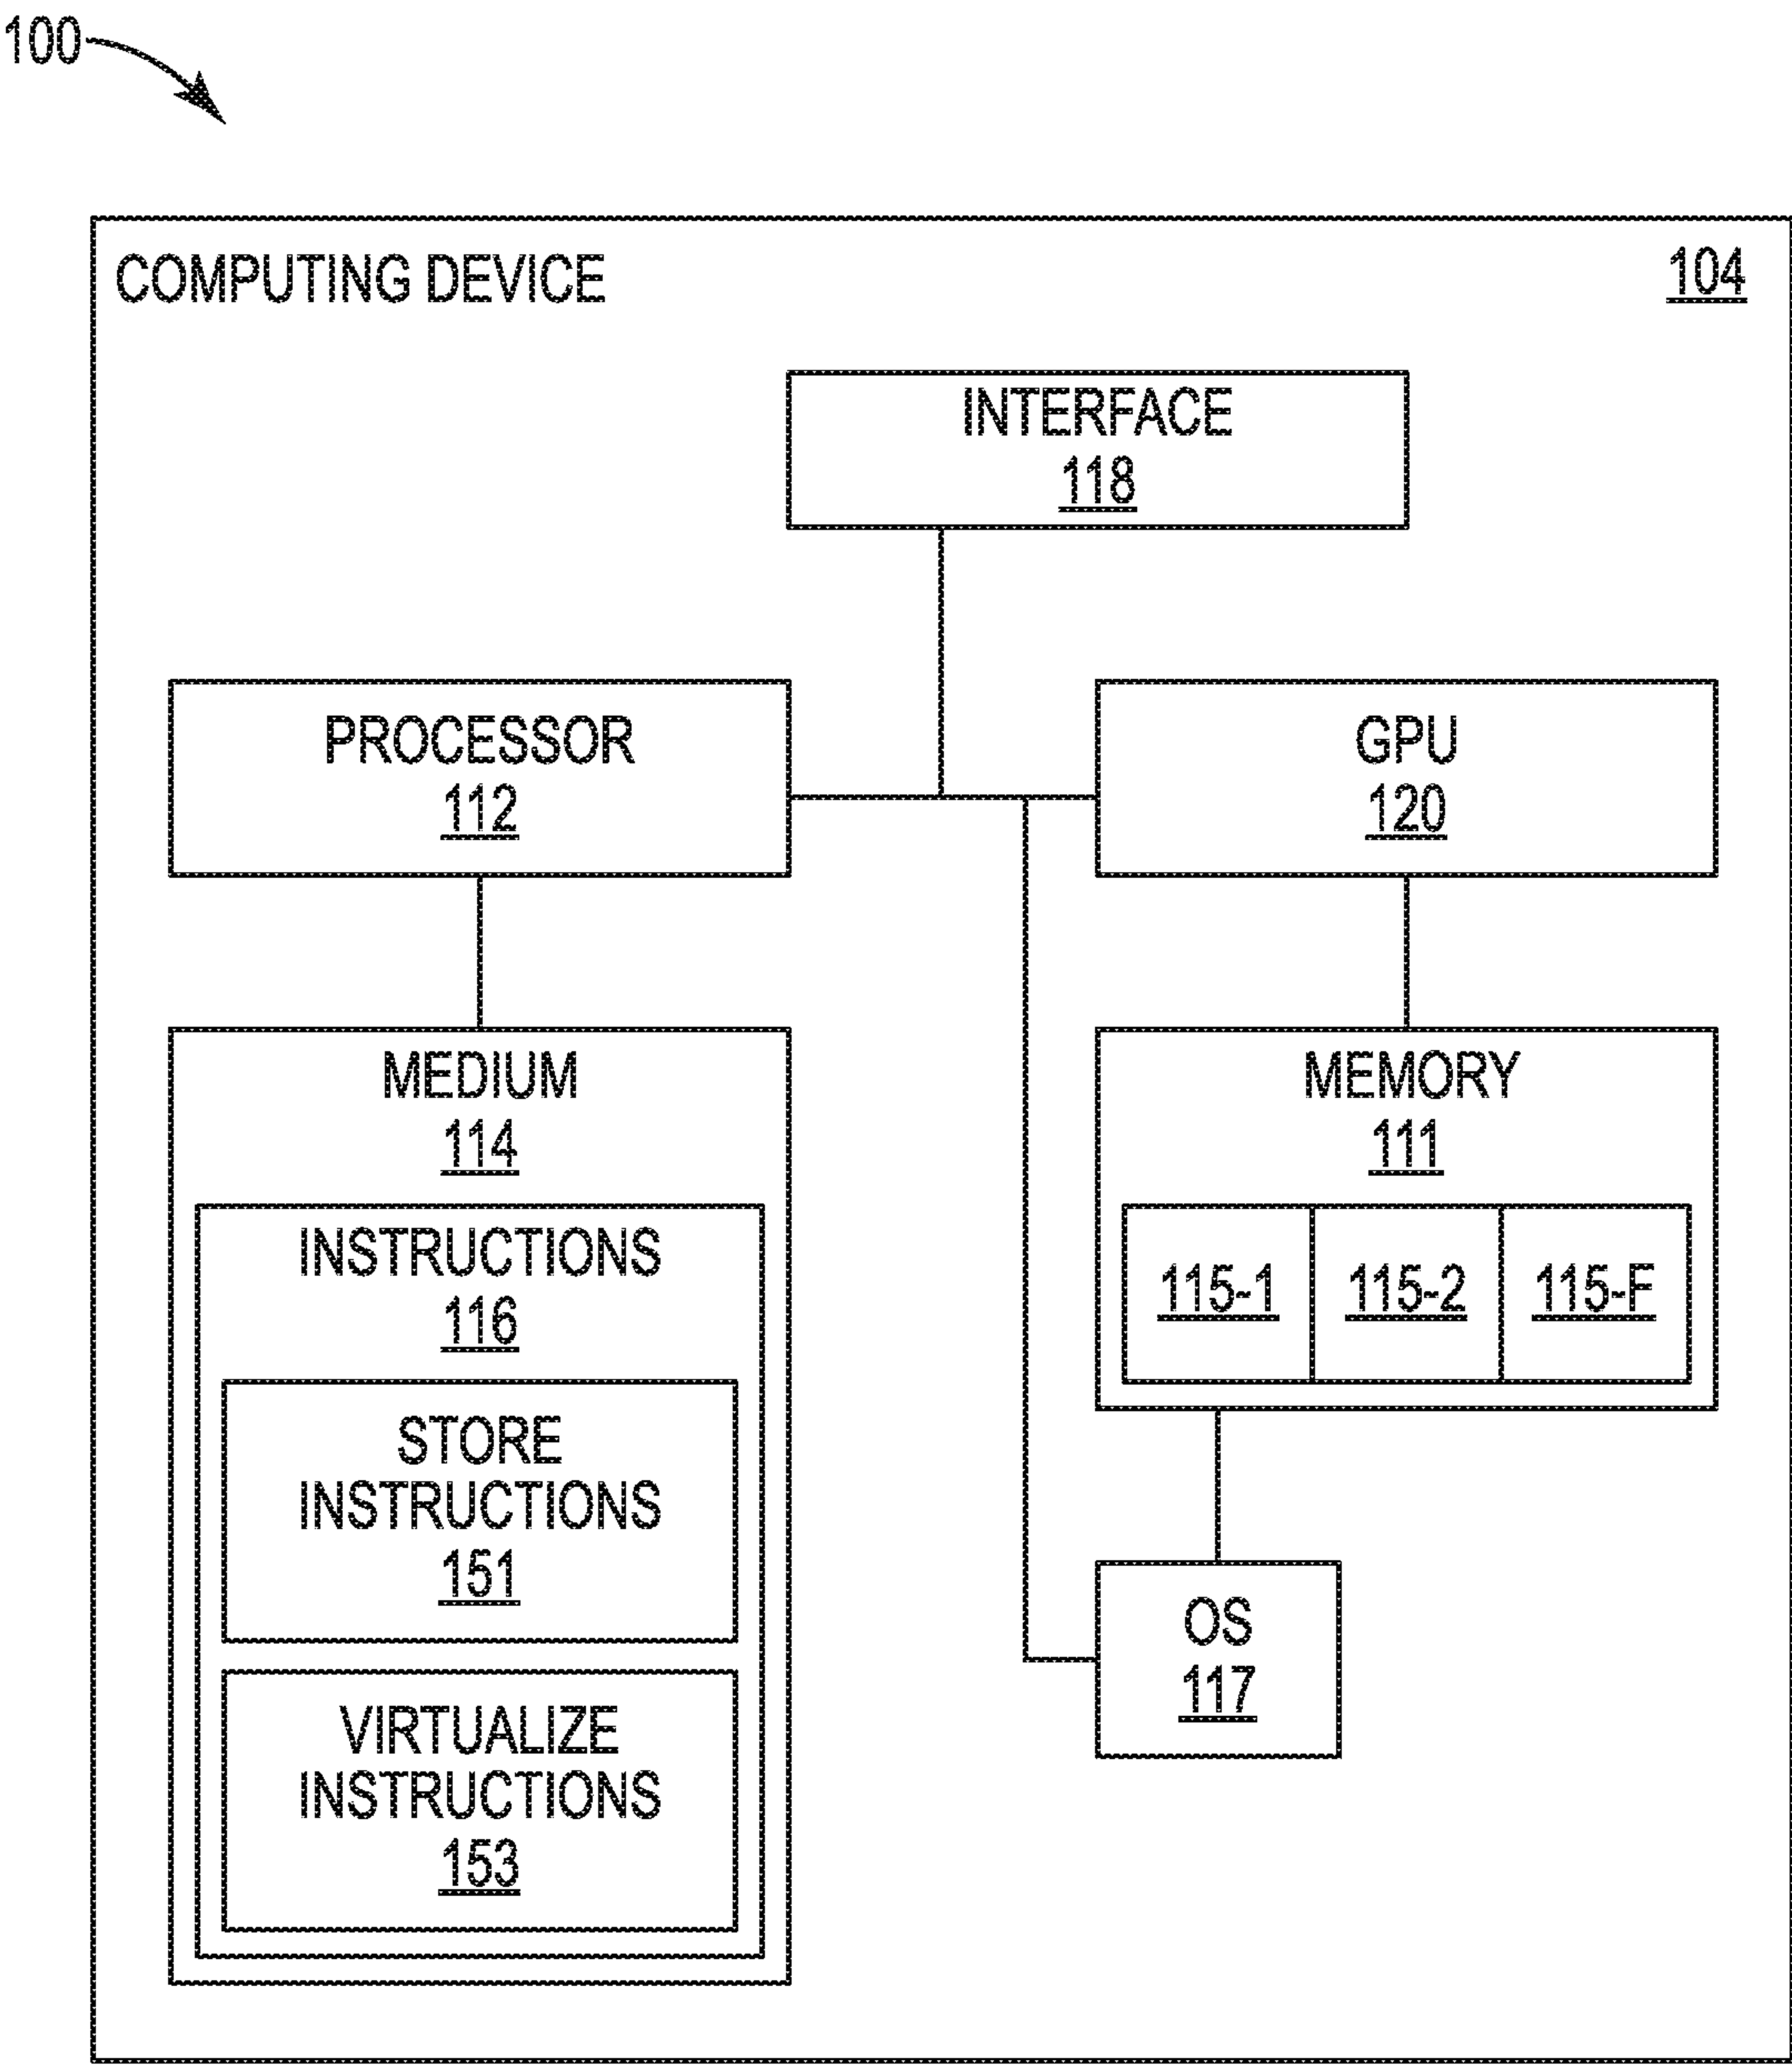 100
COMPUTING DEVICE
104
INTERFACE
118
PROCESSOR
112
GPU
120
MEDIUM
114
INSTRUCTIONS
116
STORE
INSTRUCTIONS
151
VIRTUALIZE
INSTRUCTIONS
153
MEMORY
111
115-1
115-2
115-F
OS
117